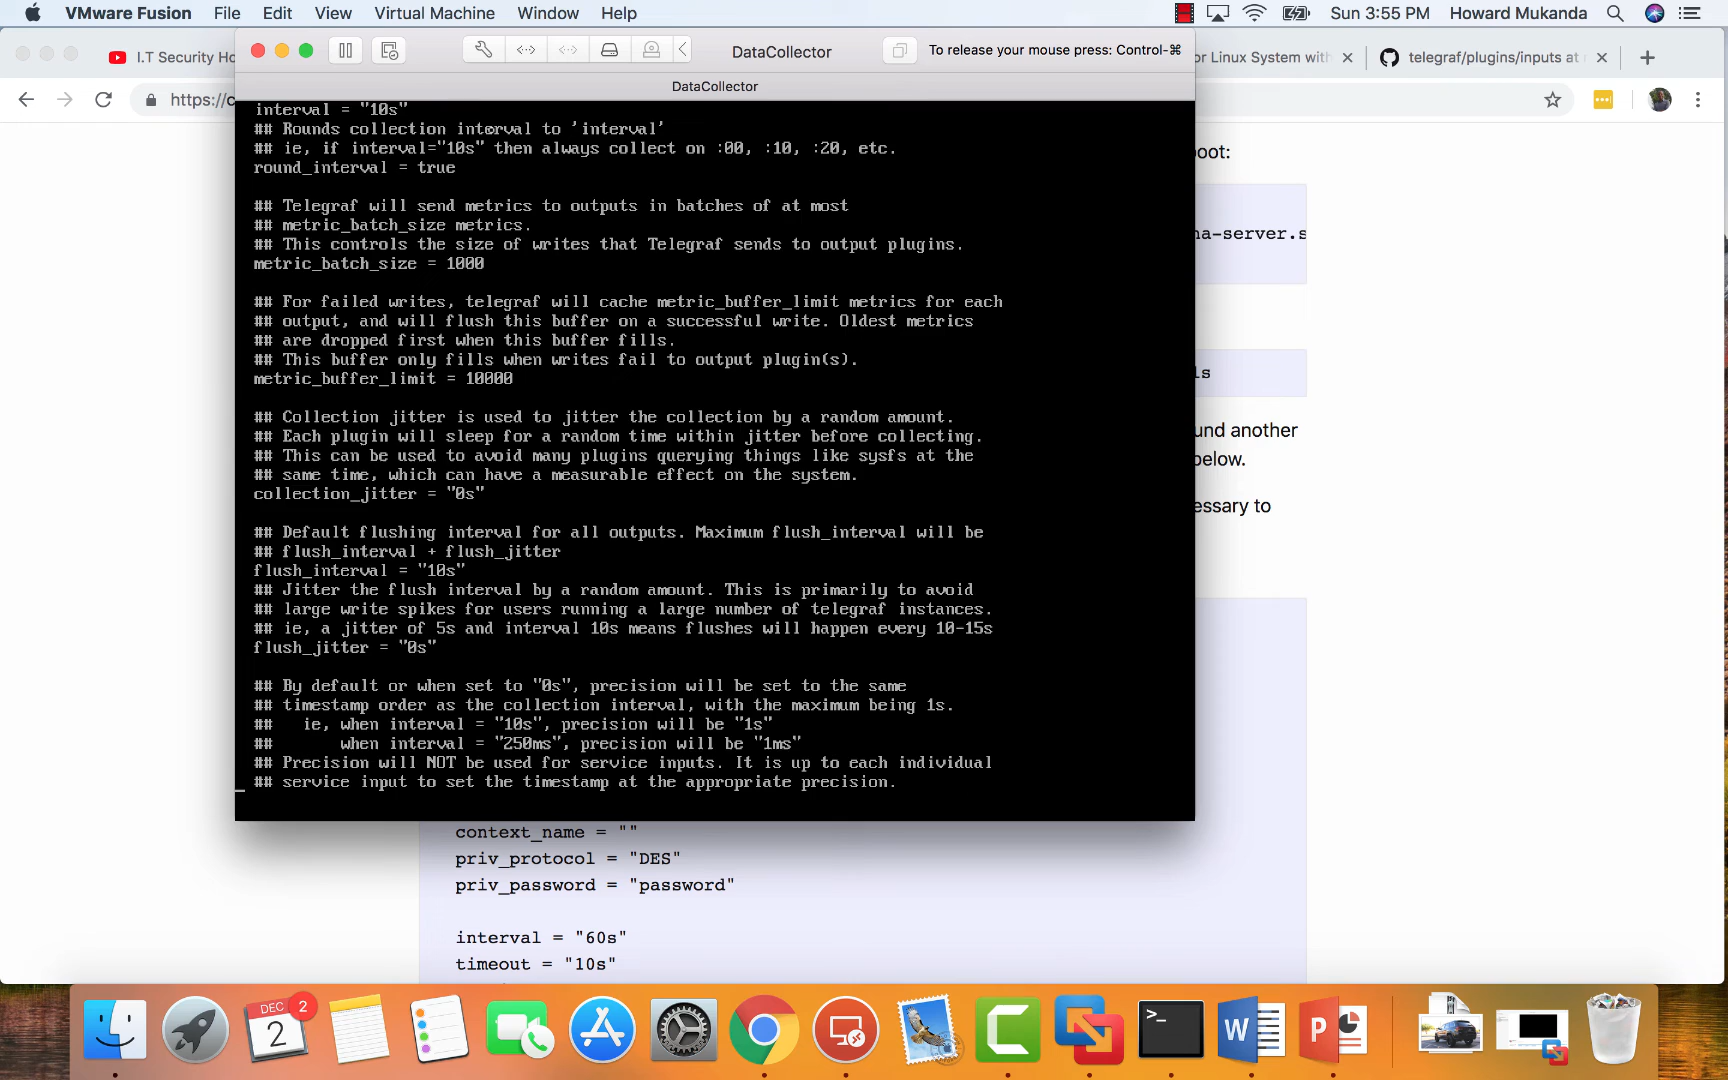 VMware Fusion File Edit View Virtual Machine Window Help Sun 3:55 PM Howard Mukanda
I.T Security Ho
DataCollector
To release your mouse press: Control-⌘
or Linux System with
telegraf/plugins/inputs at
https://c
DataCollector
interval = "10s"
## Rounds collection interval to 'interval'
## ie, if interval="10s" then always collect on :00, :10, :20, etc.
round_interval = true
## Telegraf will send metrics to outputs in batches of at most
## metric_batch_size metrics.
## This controls the size of writes that Telegraf sends to output plugins.
metric_batch_size = 1000
## For failed writes, telegraf will cache metric_buffer_limit metrics for each
## output, and will flush this buffer on a successful write. Oldest metrics
## are dropped first when this buffer fills.
## This buffer only fills when writes fail to output plugin(s).
metric_buffer_limit = 10000
## Collection jitter is used to jitter the collection by a random amount.
## Each plugin will sleep for a random time within jitter before collecting.
## This can be used to avoid many plugins querying things like sysfs at the
## same time, which can have a measurable effect on the system.
collection_jitter = "0s"
## Default flushing interval for all outputs. Maximum flush_interval will be
## flush_interval + flush_jitter
flush_interval = "10s"
## Jitter the flush interval by a random amount. This is primarily to avoid
## large write spikes for users running a large number of telegraf instances.
## ie, a jitter of 5s and interval 10s means flushes will happen every 10-15s
flush_jitter = "0s"
## By default or when set to "0s", precision will be set to the same
## timestamp order as the collection interval, with the maximum being 1s.
## ie, when interval = "10s", precision will be "1s"
## when interval = "250ms", precision will be "1ms"
## Precision will NOT be used for service inputs. It is up to each individual
## service input to set the timestamp at the appropriate precision.
oot:
na-server.s
ls
und another
below.
essary to
context_name = ""
priv_protocol = "DES"
priv_password = "password"
interval = "60s"
timeout = "10s"
DEC
2
2